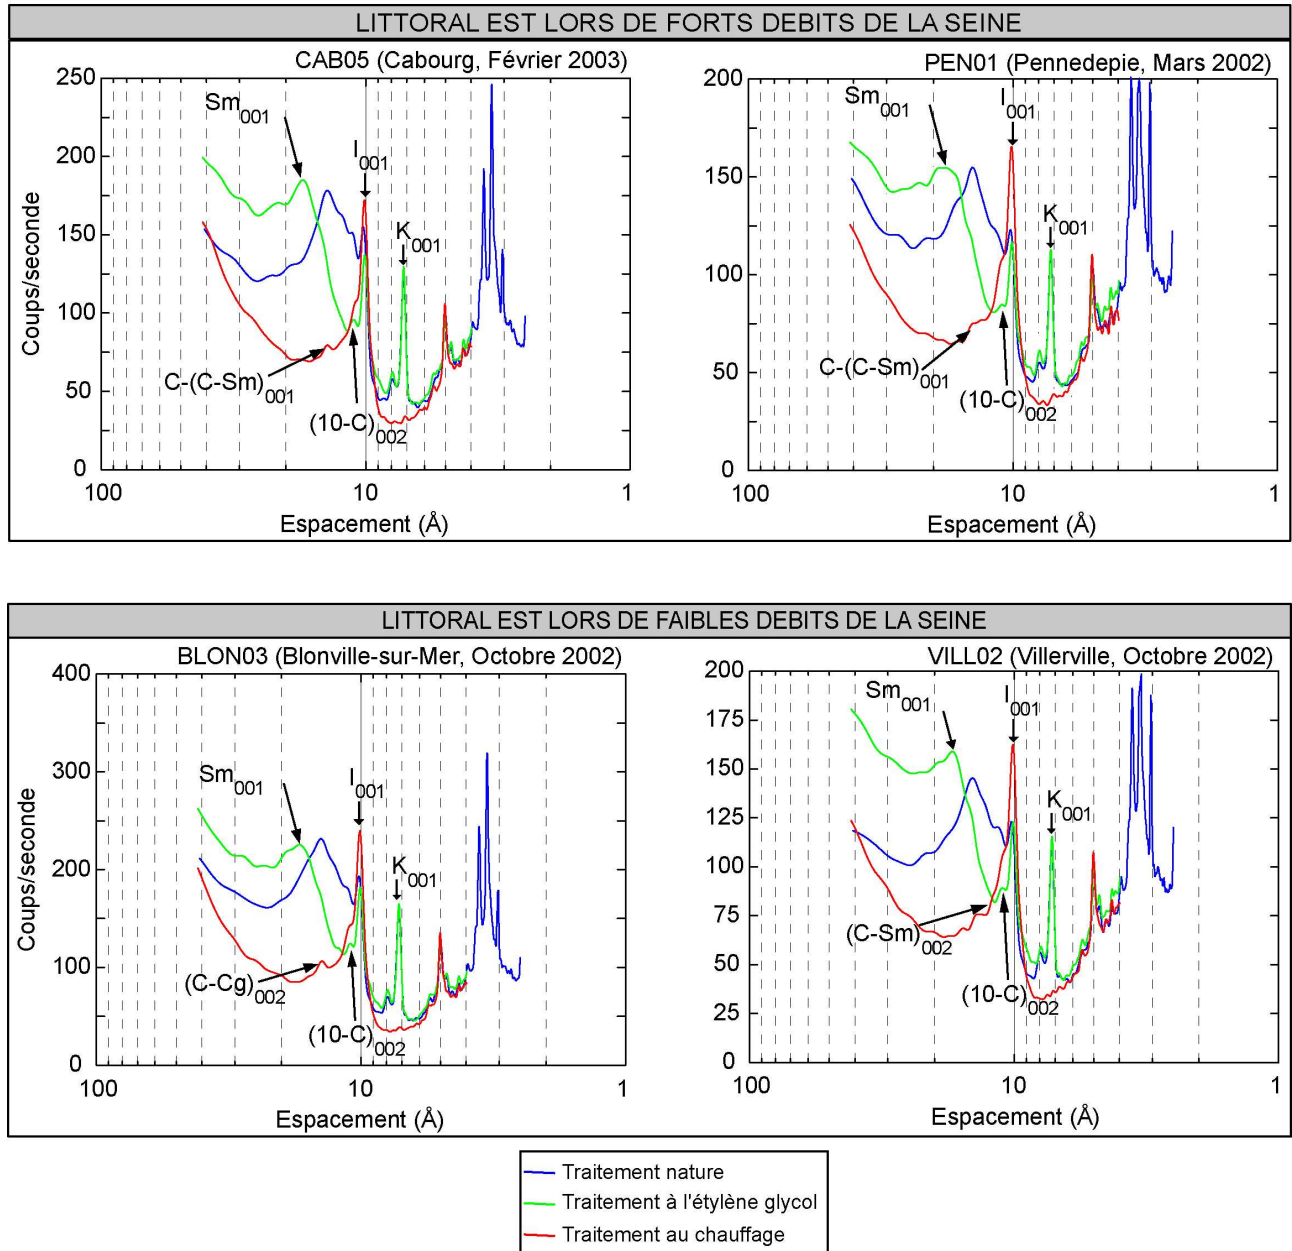 LITTORAL EST LORS DE FORTS DEBITS DE LA SEINE
CAB05 (Cabourg, Février 2003)
250
200
150
100
50
0
Coups/seconde
Sm001
I001
K001
C-(C-Sm)001
(10-C)002
100
10
1
Espacement (Å)
PEN01 (Pennedepie, Mars 2002)
200
150
100
50
0
Sm001
I001
K001
C-(C-Sm)001
(10-C)002
100
10
1
Espacement (Å)
LITTORAL EST LORS DE FAIBLES DEBITS DE LA SEINE
BLON03 (Blonville-sur-Mer, Octobre 2002)
400
300
200
100
0
Coups/seconde
Sm001
I001
K001
(C-Cg)002
(10-C)002
100
10
1
Espacement (Å)
VILL02 (Villerville, Octobre 2002)
200
175
150
125
100
75
50
25
0
Sm001
I001
K001
(C-Sm)002
(10-C)002
100
10
1
Espacement (Å)
Traitement nature
Traitement à l'étylène glycol
Traitement au chauffage